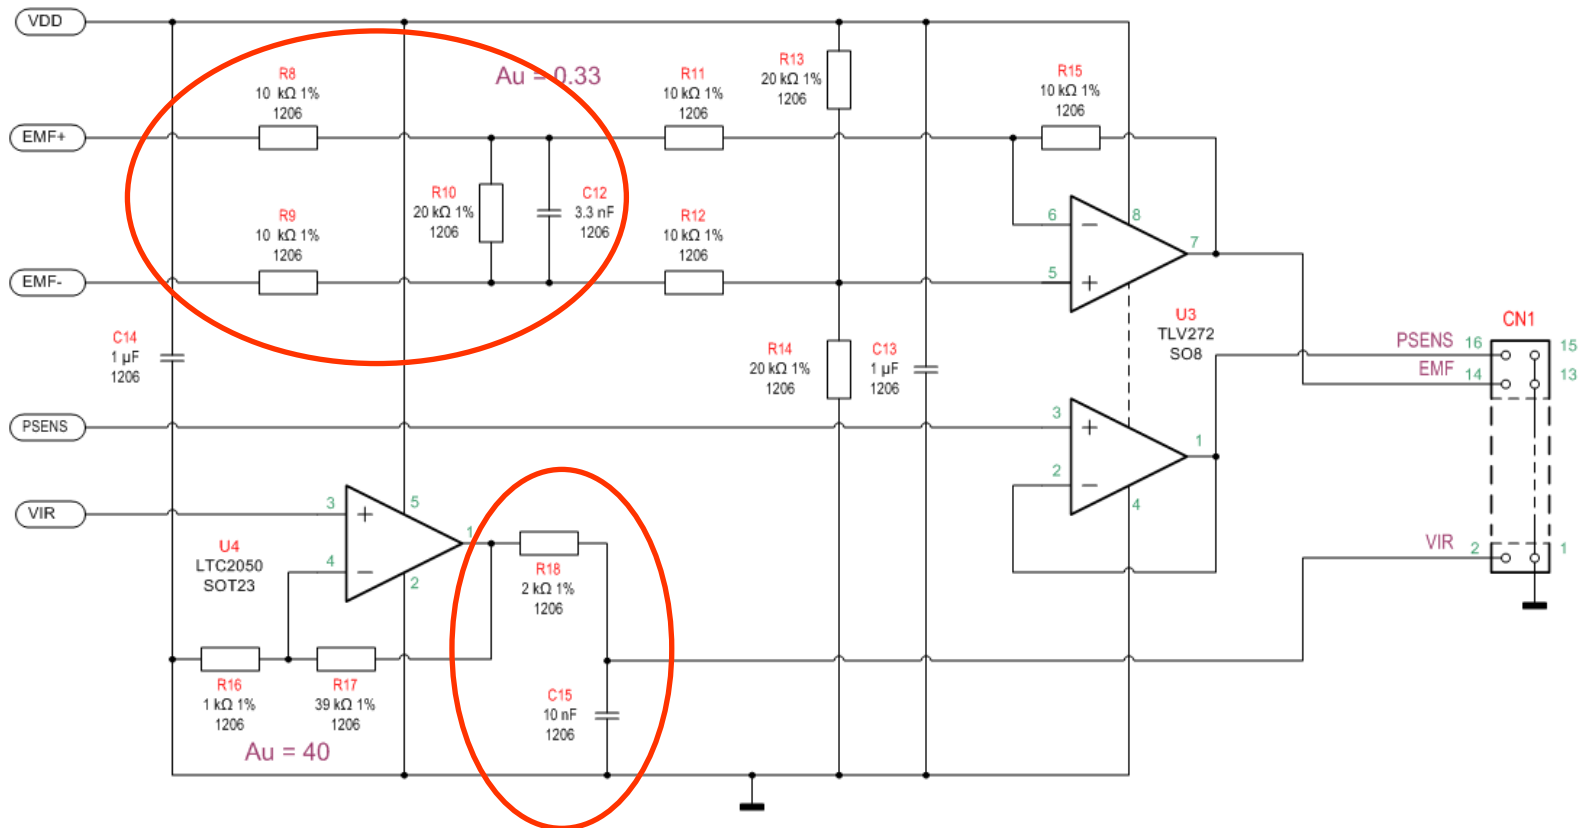 VDD
R8
10 kΩ 1%
1206
Au = 0.33
R11
10 kΩ 1%
1206
R13
20 kΩ 1%
1206
R15
10 kΩ 1%
1206
EMF+
R10
20 kΩ 1%
1206
C12
3.3 nF
1206
R9
10 kΩ 1%
1206
R12
10 kΩ 1%
1206
6
8
7
5
EMF-
U3
TLV272
SO8
CN1
C14
1 µF
1206
R14
20 kΩ 1%
1206
C13
1 µF
1206
PSENS 16
15
EMF 14
13
PSENS
3
1
2
4
VIR
3
5
1
4
2
U4
LTC2050
SOT23
R18
2 kΩ 1%
1206
VIR 2
1
R16
1 kΩ 1%
1206
R17
39 kΩ 1%
1206
C15
10 nF
1206
Au = 40